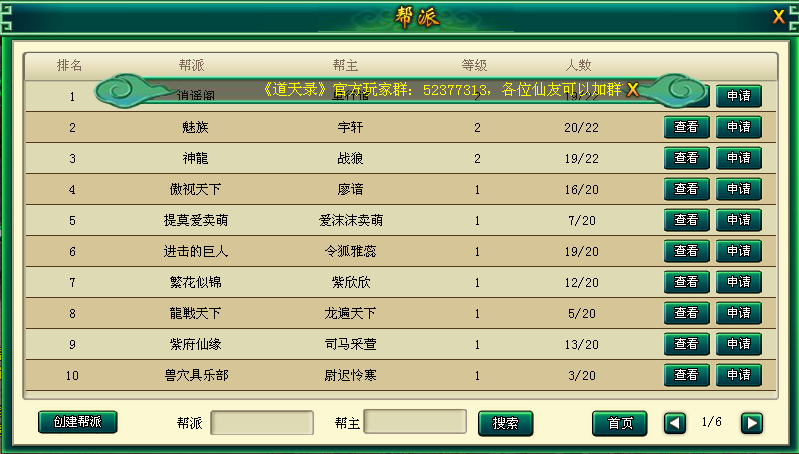 帮派 X
排名 帮派 帮主 等级 人数
《道天录》官方玩家群：52377313，各位仙友可以加群 X
1 逍遥阁 2 19/22 申请
2 魅族 宇轩 2 20/22 查看 申请
3 神龍 战狼 2 19/22 查看 申请
4 傲视天下 廖谙 1 16/20 查看 申请
5 提莫爱卖萌 爱沫沫卖萌 1 7/20 查看 申请
6 进击的巨人 令狐雅蕊 1 19/20 查看 申请
7 繁花似锦 紫欣欣 1 12/20 查看 申请
8 龍戦天下 龙遍天下 1 5/20 查看 申请
9 紫府仙缘 司马采萱 1 13/20 查看 申请
10 兽穴俱乐部 尉迟怜寒 1 3/20 查看 申请
创建帮派 帮派 帮主 搜索 首页 1/6